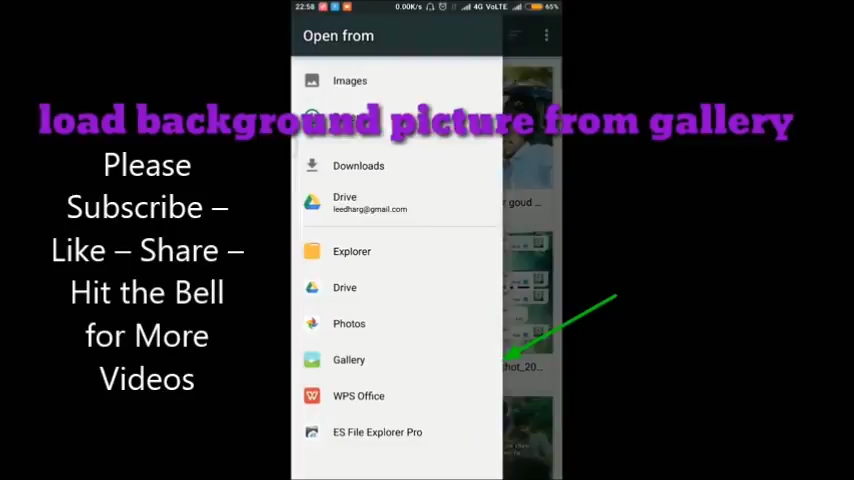 22:58
0.00K/s
4G VoLTE
65%
Open from
Images
load background picture from gallery
Please
Subscribe –
Like – Share –
Hit the Bell
for More
Videos
Downloads
Drive
leedharg@gmail.com
Explorer
Drive
Photos
Gallery
WPS Office
ES File Explorer Pro
r goud ...
hot_20...